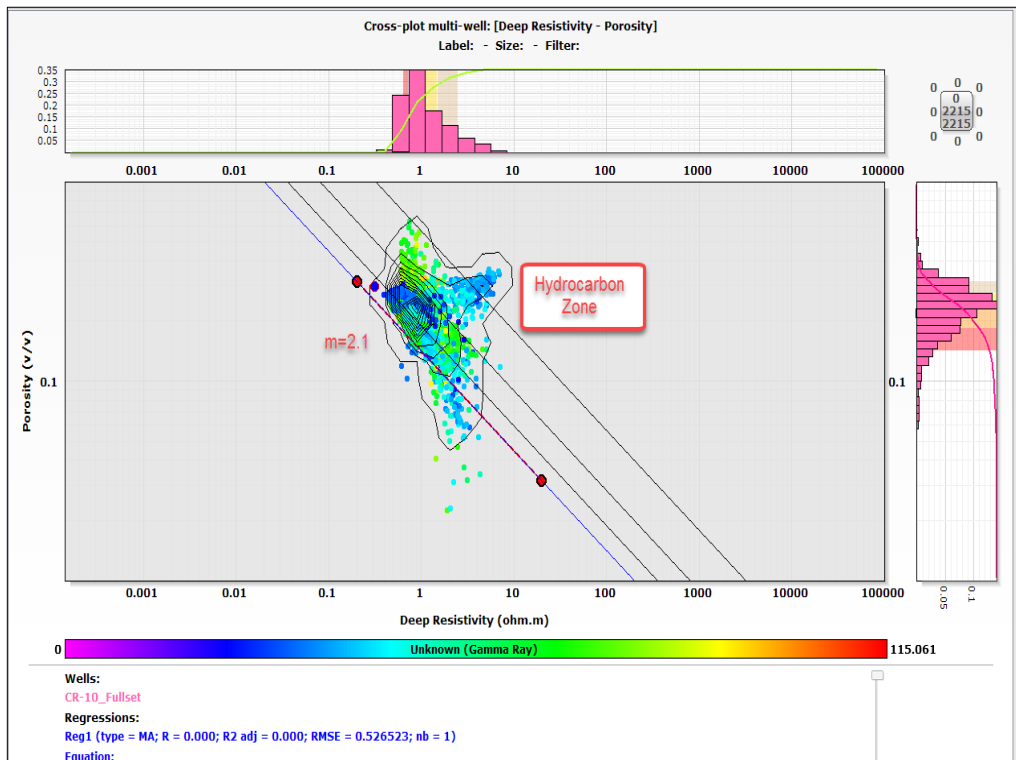 Cross-plot multi-well: [Deep Resistivity - Porosity]
Label:  - Size:  - Filter:
0.35
0.3
0.25
0.2
0.15
0.1
0.05
0
0 0
0
0 2215 0
2215
0 0
0
0.001 0.01 0.1 1 10 100 1000 10000 100000
Hydrocarbon
Zone
m=2.1
Porosity (v/v)
0.1
0.1
0.05
0.1
0.001 0.01 0.1 1 10 100 1000 10000 100000
Deep Resistivity (ohm.m)
0 Unknown (Gamma Ray) 115.061
Wells:
CR-10_Fullset
Regressions:
Reg1 (type = MA; R = 0.000; R2 adj = 0.000; RMSE = 0.526523; nb = 1)
Equation: